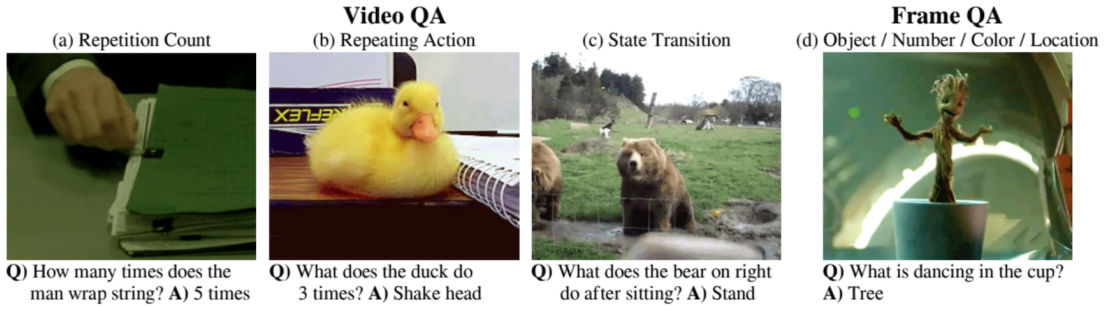 Video QA
Frame QA
(a) Repetition Count
(b) Repeating Action
(c) State Transition
(d) Object / Number / Color / Location
REFLEX
Q) How many times does the
man wrap string? A) 5 times
Q) What does the duck do
3 times? A) Shake head
Q) What does the bear on right
do after sitting? A) Stand
Q) What is dancing in the cup?
A) Tree